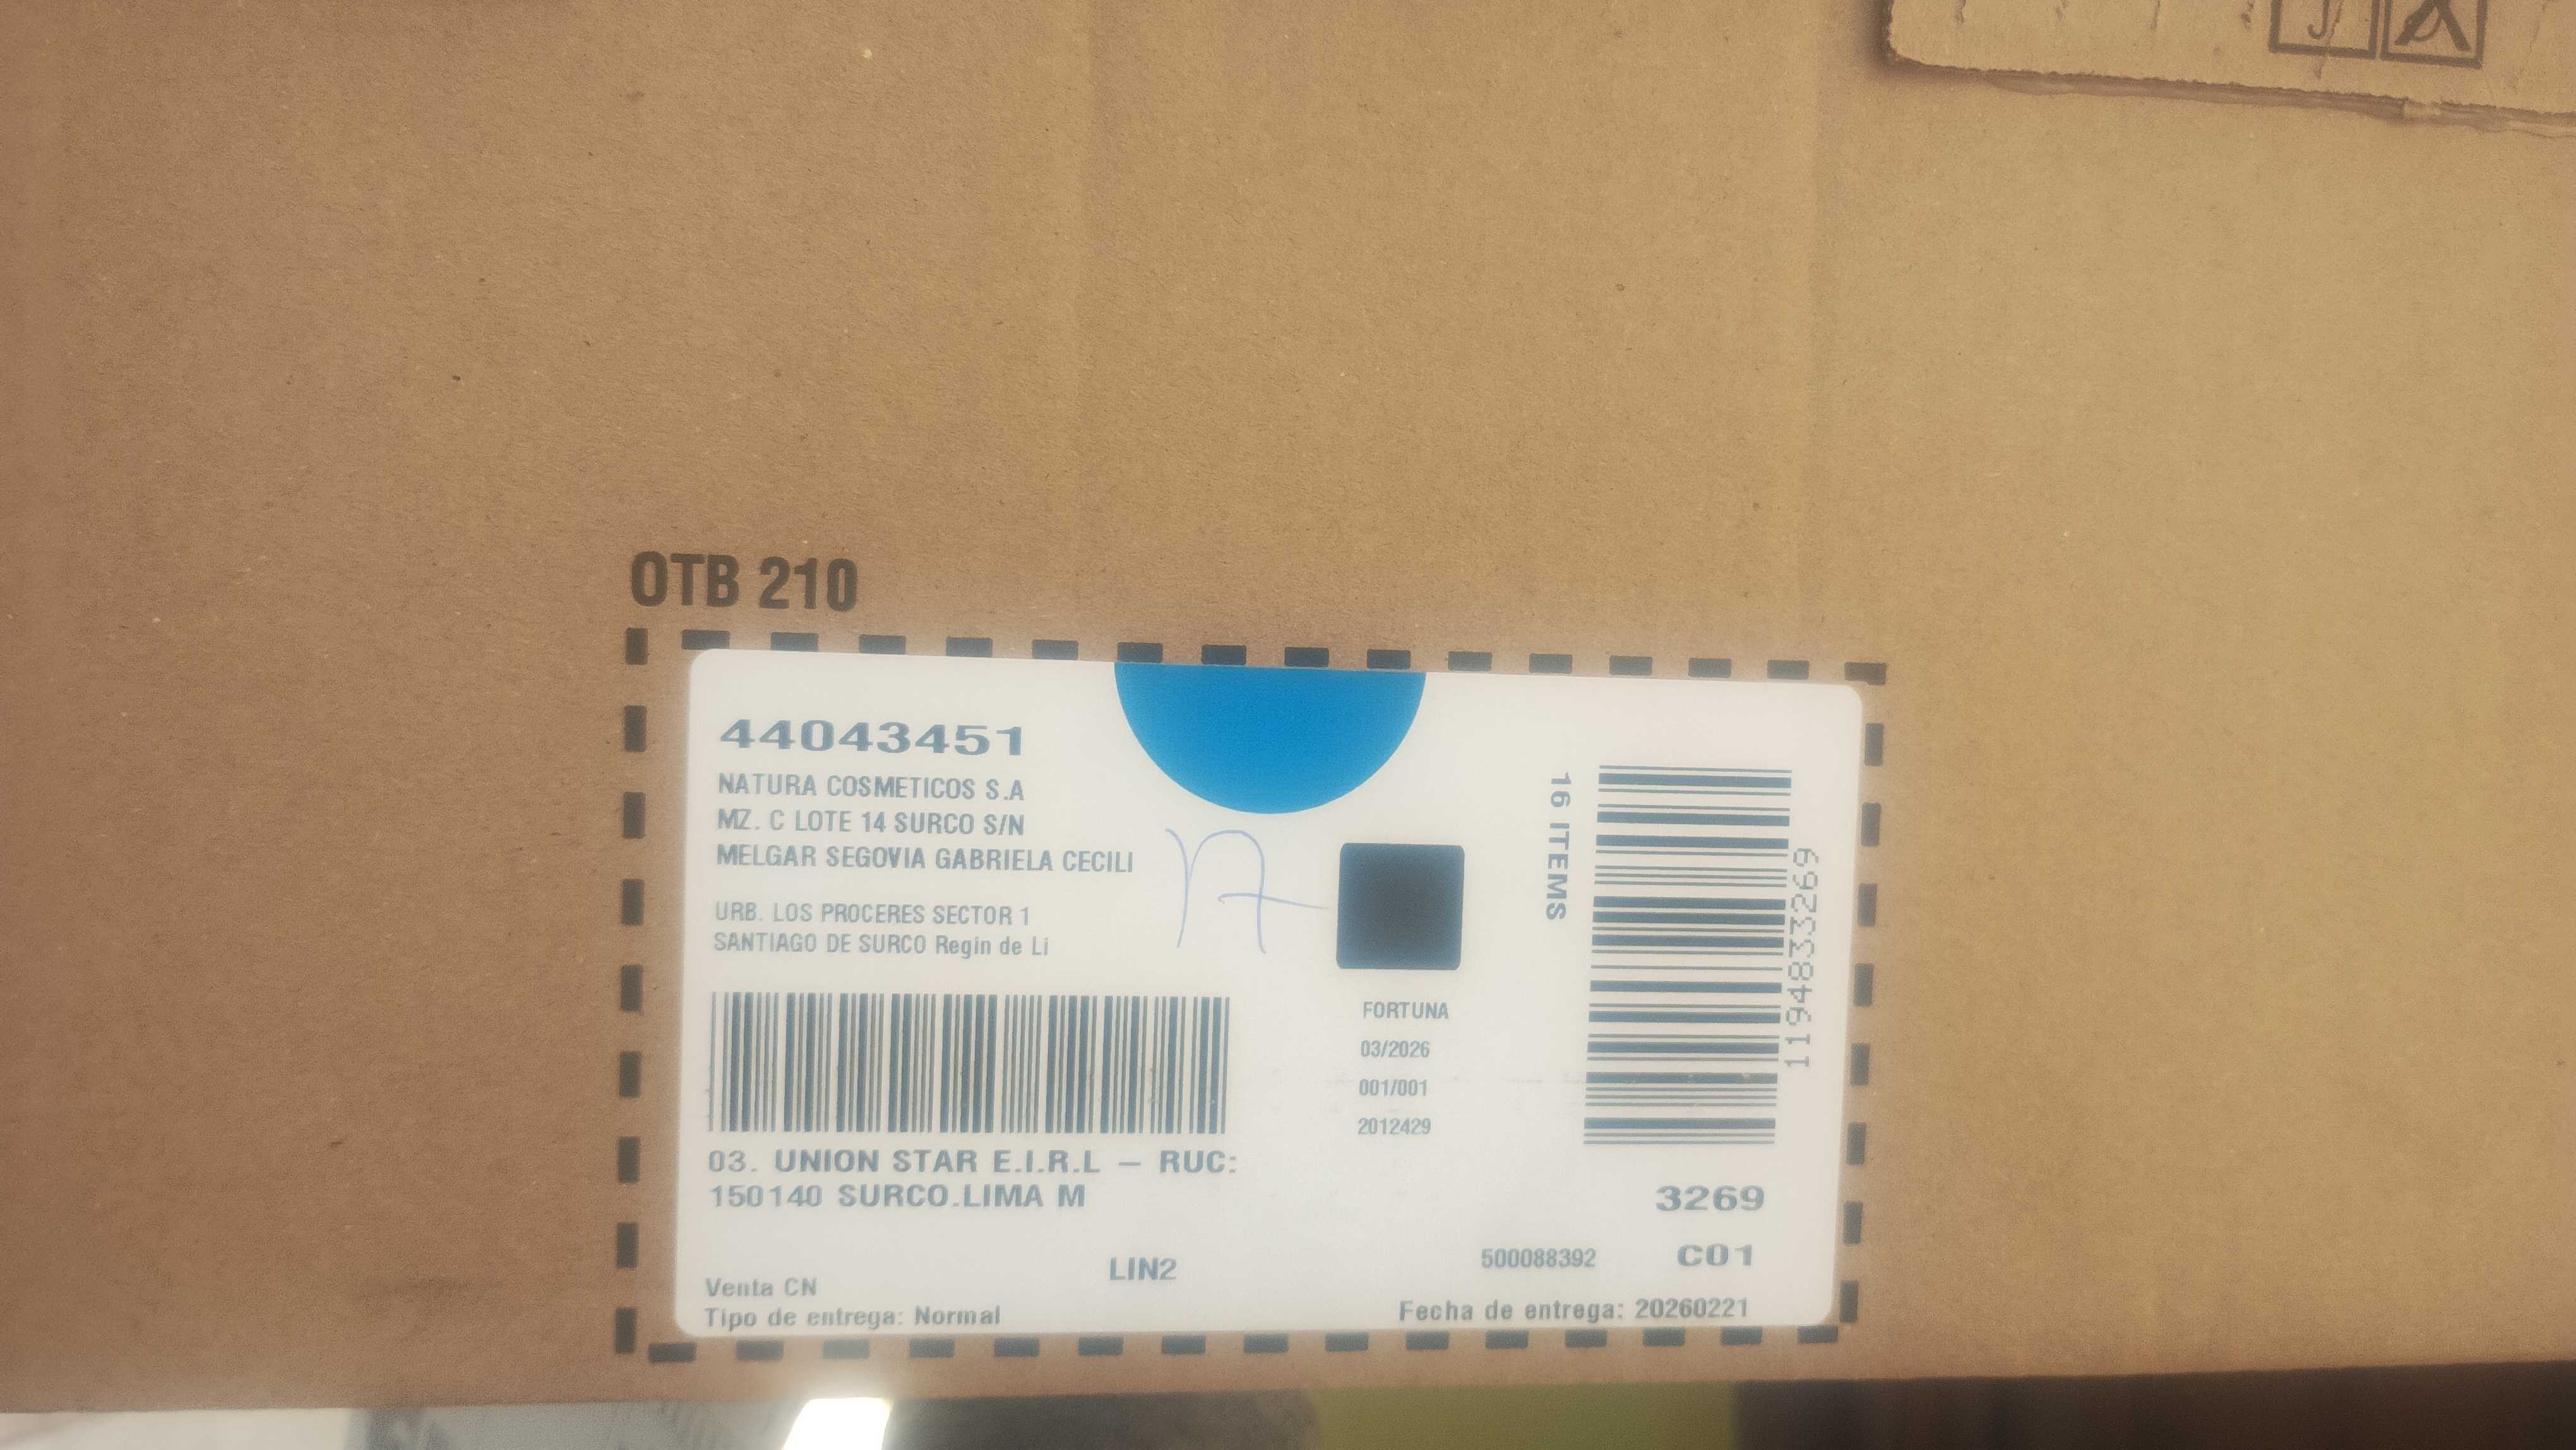 OTB 210
44043451
NATURA COSMETICOS S.A
MZ. C LOTE 14 SURCO S/N
MELGAR SEGOVIA GABRIELA CECILI
URB. LOS PROCERES SECTOR 1
SANTIAGO DE SURCO Regin de Li
17
16 ITEMS
11948333269
FORTUNA
03/2026
001/001
2012429
03. UNION STAR E.I.R.L – RUC:
150140 SURCO.LIMA M
3269
LIN2
500088392 C01
Venta CN
Tipo de entrega: Normal
Fecha de entrega: 20260221